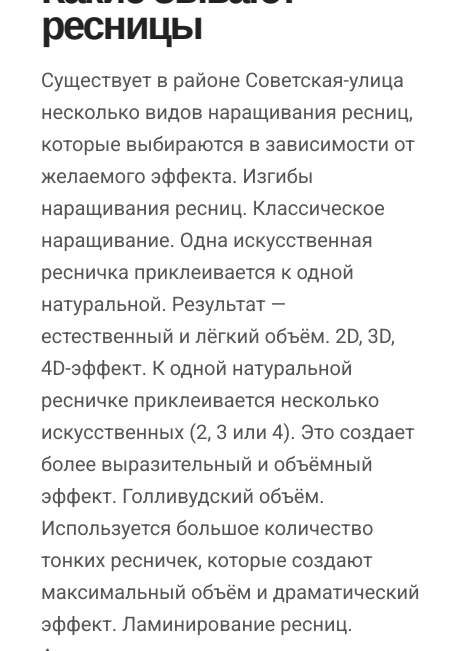 ресницы
Существует в районе Советская-улица
несколько видов наращивания ресниц,
которые выбираются в зависимости от
желаемого эффекта. Изгибы
наращивания ресниц. Классическое
наращивание. Одна искусственная
ресничка приклеивается к одной
натуральной. Результат —
естественный и лёгкий объём. 2D, 3D,
4D-эффект. К одной натуральной
ресничке приклеивается несколько
искусственных (2, 3 или 4). Это создает
более выразительный и объёмный
эффект. Голливудский объём.
Используется большое количество
тонких ресничек, которые создают
максимальный объём и драматический
эффект. Ламинирование ресниц.